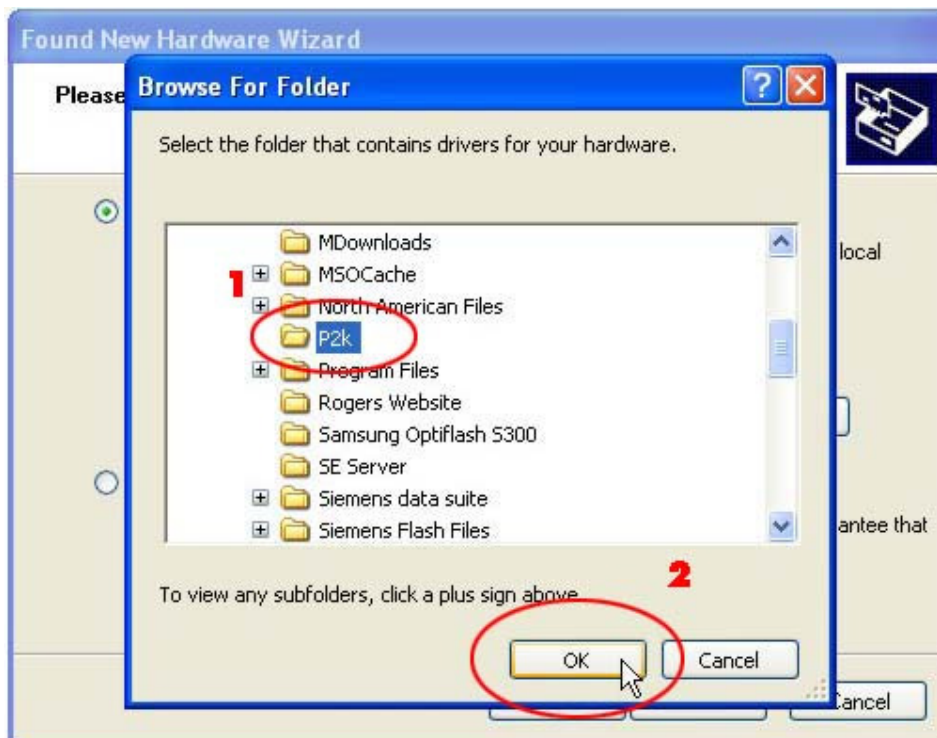 Found New Hardware Wizard
Please
Browse For Folder
Select the folder that contains drivers for your hardware.
MDownloads
local
MSOCache
1
North American Files
P2k
Program Files
Rogers Website
Samsung Optiflash S300
SE Server
Siemens data suite
Siemens Flash Files
antee that
To view any subfolders, click a plus sign above.
2
OK
Cancel
Cancel